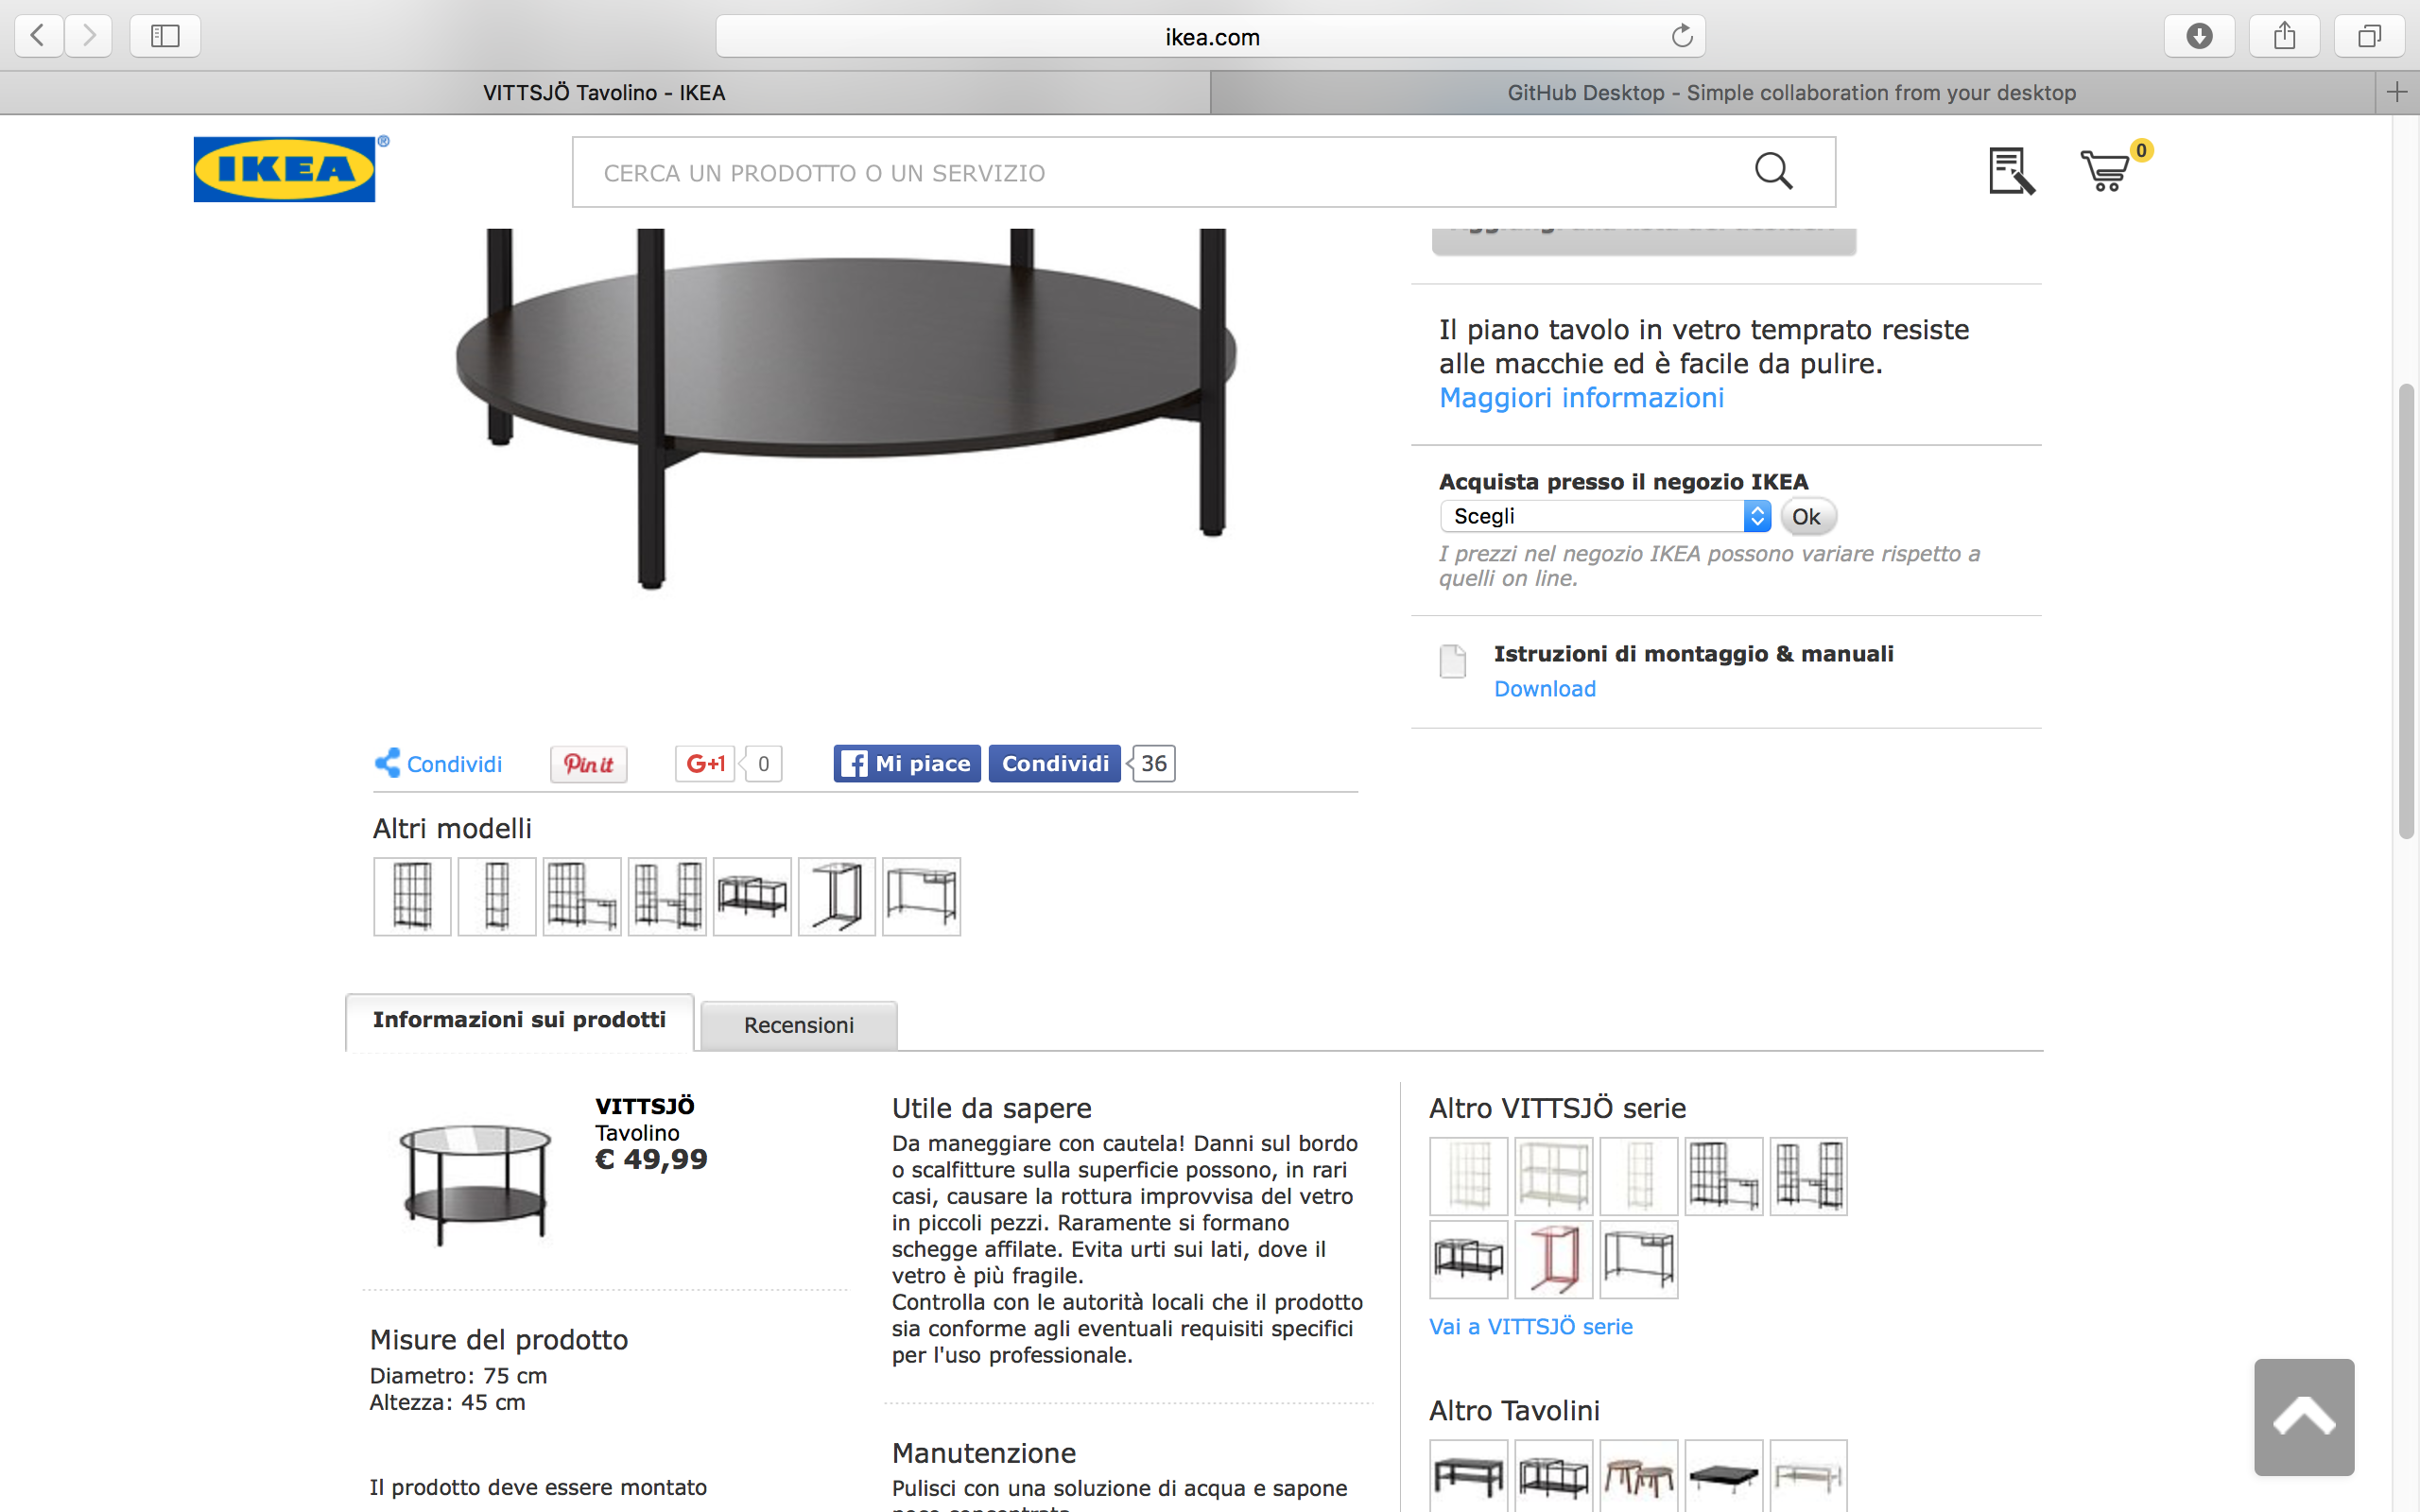 ikea.com
VITTSJÖ Tavolino - IKEA
GitHub Desktop - Simple collaboration from your desktop
IKEA ®
CERCA UN PRODOTTO O UN SERVIZIO
0
Il piano tavolo in vetro temprato resiste
alle macchie ed è facile da pulire.
Maggiori informazioni
Acquista presso il negozio IKEA
Scegli
Ok
I prezzi nel negozio IKEA possono variare rispetto a
quelli on line.
Istruzioni di montaggio & manuali
Download
Condividi
Pin it
G+1
0
Mi piace
Condividi
36
Altri modelli
Informazioni sui prodotti
Recensioni
VITTSJÖ
Tavolino
€ 49,99
Misure del prodotto
Diametro: 75 cm
Altezza: 45 cm
Il prodotto deve essere montato
Utile da sapere
Da maneggiare con cautela! Danni sul bordo
o scalfitture sulla superficie possono, in rari
casi, causare la rottura improvvisa del vetro
in piccoli pezzi. Raramente si formano
schegge affilate. Evita urti sui lati, dove il
vetro è più fragile.
Controlla con le autorità locali che il prodotto
sia conforme agli eventuali requisiti specifici
per l'uso professionale.
Manutenzione
Pulisci con una soluzione di acqua e sapone
Altro VITTSJÖ serie
Vai a VITTSJÖ serie
Altro Tavolini